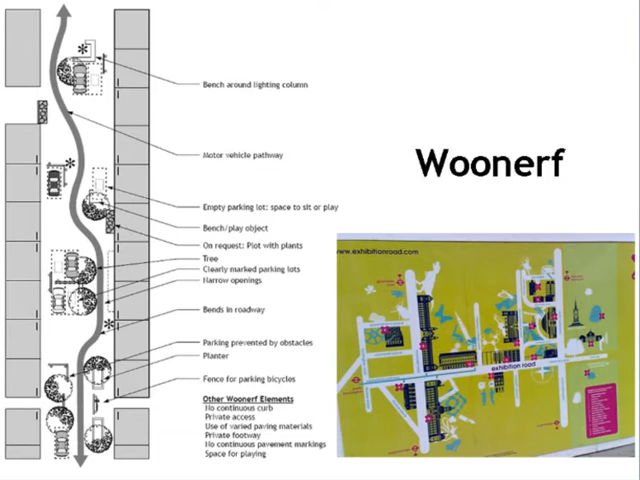 Woonerf
Bench around lighting column
Motor vehicle pathway
Empty parking lot: space to sit or play
Bench/play object
On request: Plot with plants
Tree
Clearly marked parking lots
Narrow openings
Bends in roadway
Parking prevented by obstacles
Planter
Fence for parking bicycles
Other Woonerf Elements
No continuous curb
Private access
Use of varied paving materials
Private footway
No continuous pavement markings
Space for playing
www.exhibitionroad.com
exhibition road